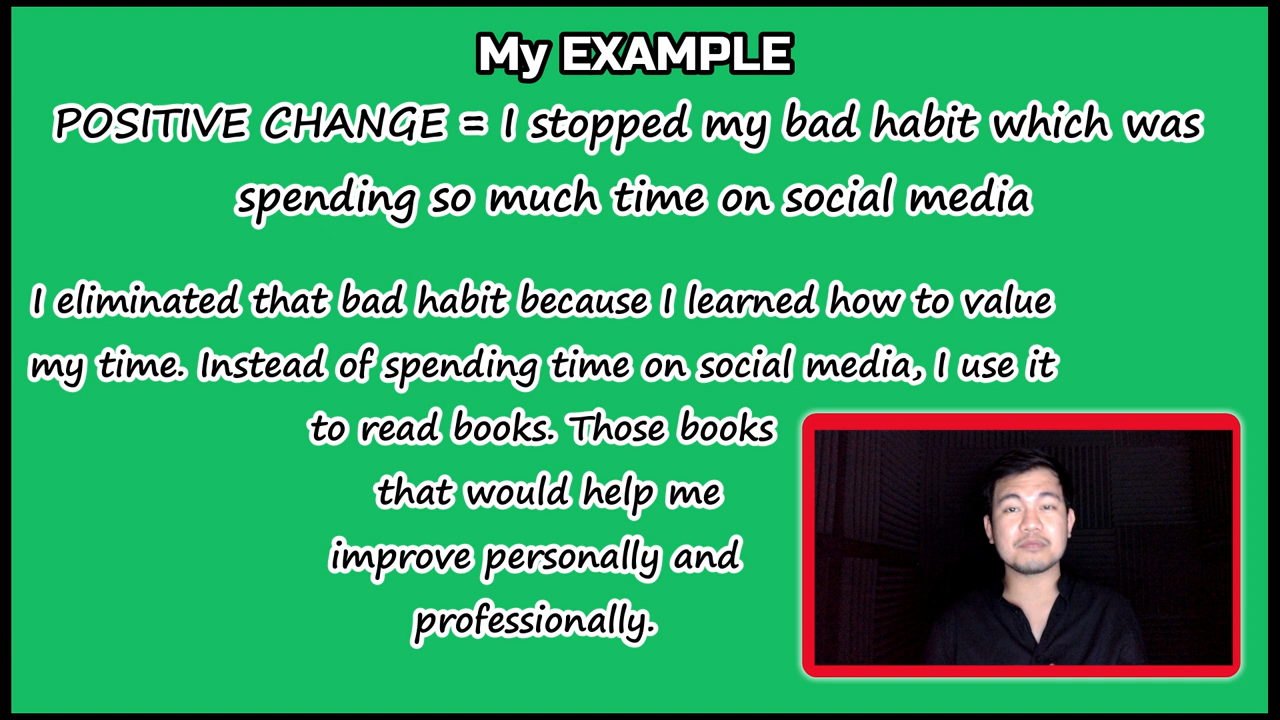 My EXAMPLE
POSITIVE CHANGE = I stopped my bad habit which was
spending so much time on social media
I eliminated that bad habit because I learned how to value
my time. Instead of spending time on social media, I use it
to read books. Those books
that would help me
improve personally and
professionally.